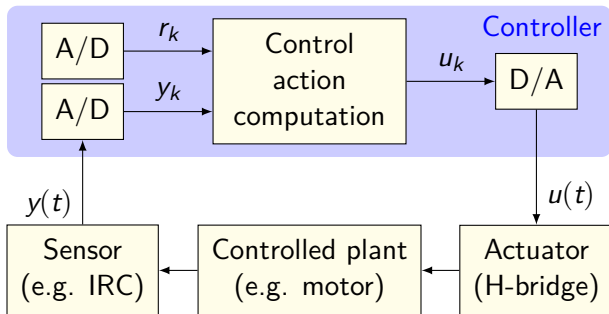 Controller
A/D
r_k
A/D
y_k
Control
action
computation
u_k
D/A
y(t)
u(t)
Sensor
(e.g. IRC)
Controlled plant
(e.g. motor)
Actuator
(H-bridge)